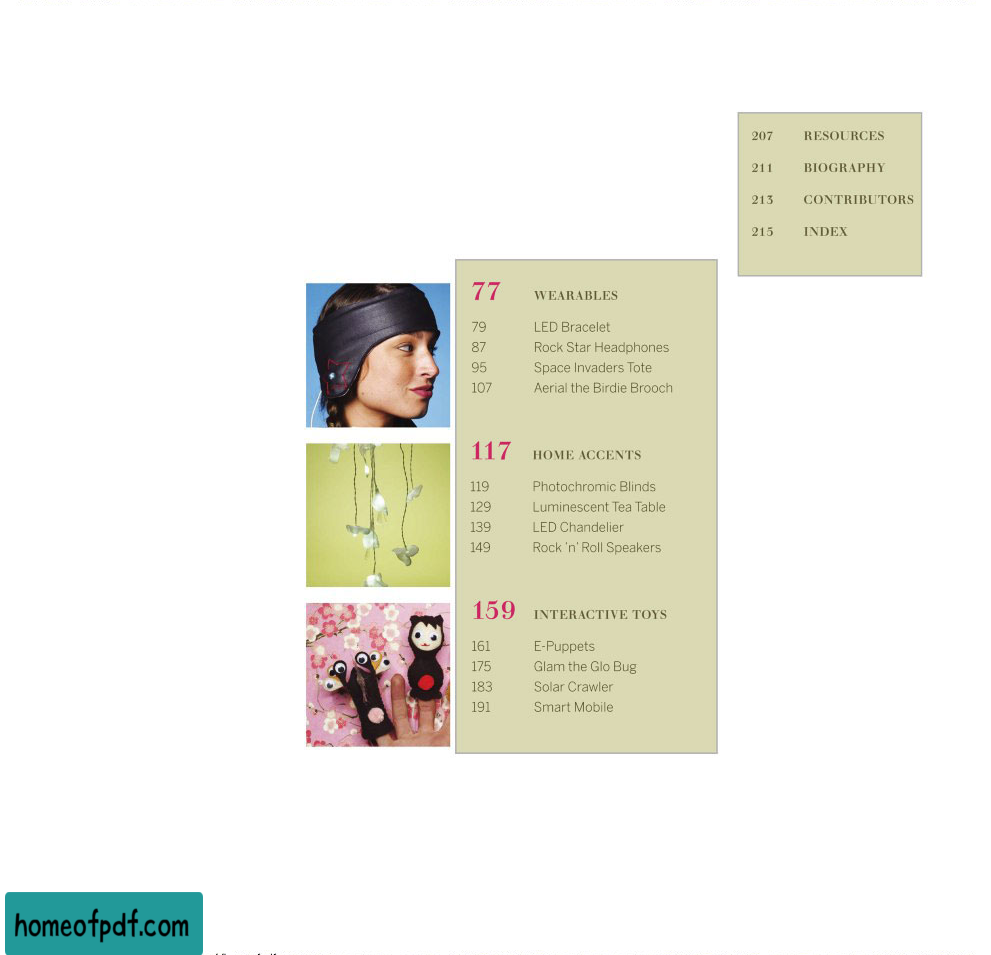 207 RESOURCES
211 BIOGRAPHY
213 CONTRIBUTORS
215 INDEX
77 WEARABLES
79 LED Bracelet
87 Rock Star Headphones
95 Space Invaders Tote
107 Aerial the Birdie Brooch
117 HOME ACCENTS
119 Photochromic Blinds
129 Luminescent Tea Table
139 LED Chandelier
149 Rock 'n' Roll Speakers
159 INTERACTIVE TOYS
161 E-Puppets
175 Glam the Glo Bug
183 Solar Crawler
191 Smart Mobile
homeofpdf.com